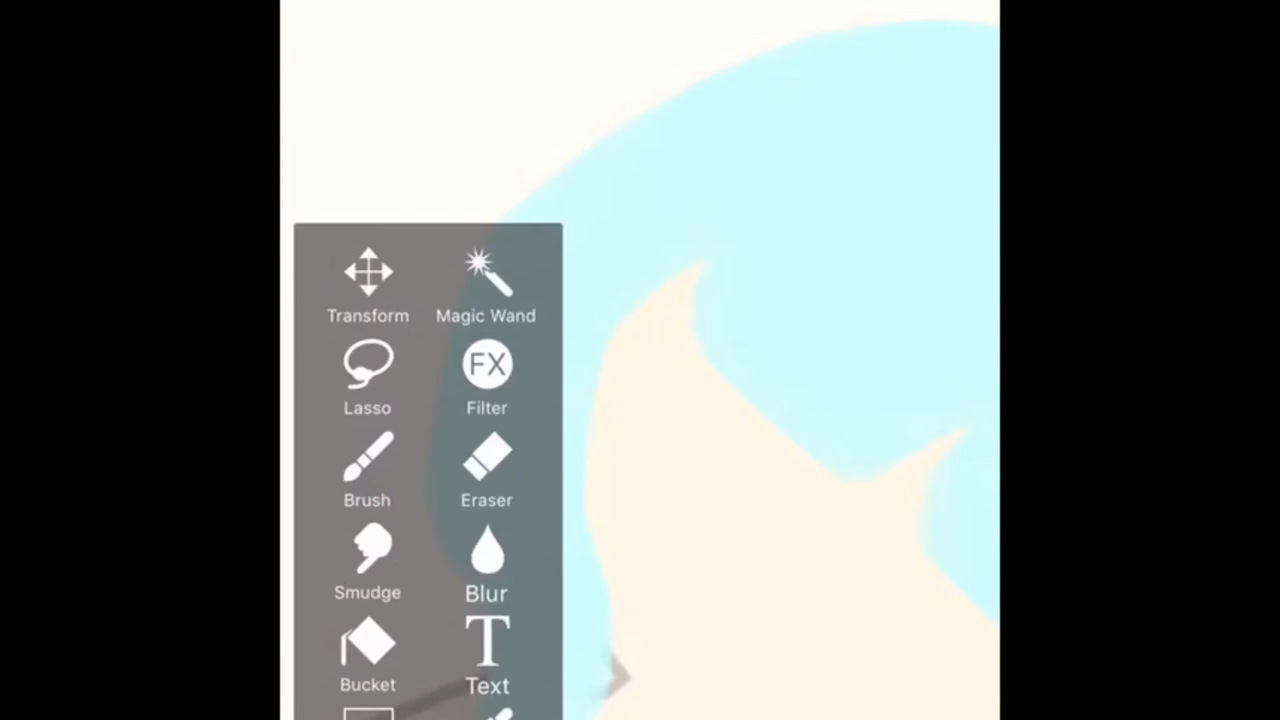 Transform Magic Wand
Lasso FX Filter
Brush Eraser
Smudge Blur
Bucket T Text